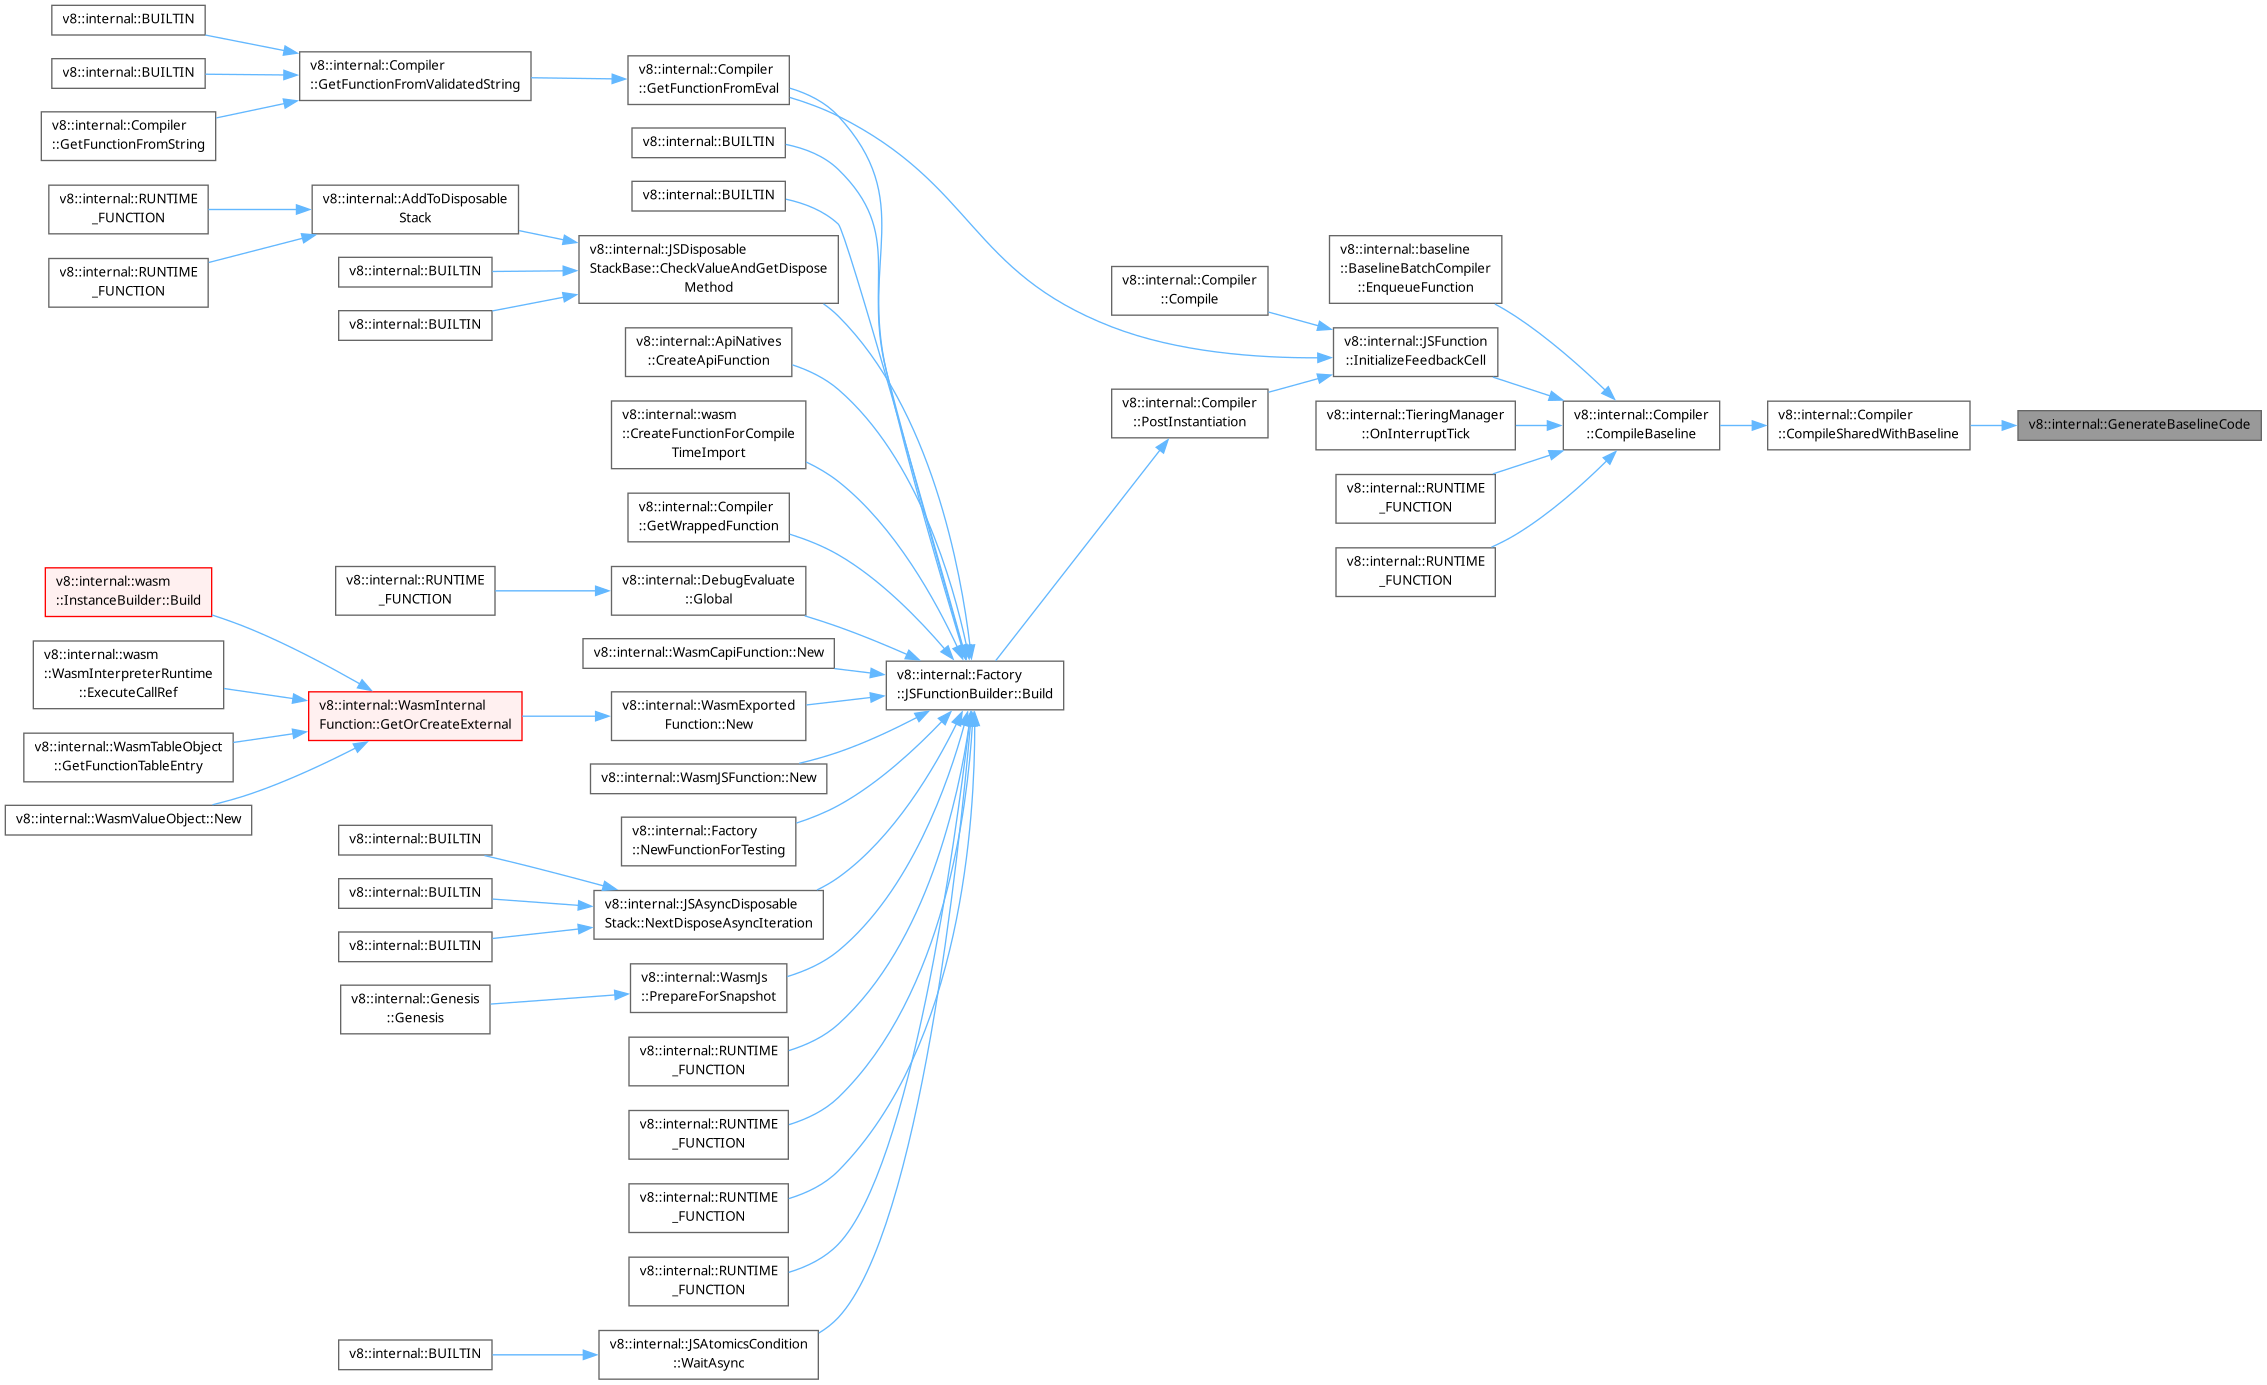 v8::internal::BUILTIN
v8::internal::BUILTIN
v8::internal::Compiler
::GetFunctionFromString
v8::internal::RUNTIME
_FUNCTION
v8::internal::RUNTIME
_FUNCTION
v8::internal::wasm
::InstanceBuilder::Build
v8::internal::wasm
::WasmInterpreterRuntime
::ExecuteCallRef
v8::internal::WasmTableObject
::GetFunctionTableEntry
v8::internal::WasmValueObject::New
v8::internal::Compiler
::GetFunctionFromValidatedString
v8::internal::AddToDisposable
Stack
v8::internal::BUILTIN
v8::internal::BUILTIN
v8::internal::RUNTIME
_FUNCTION
v8::internal::WasmInternal
Function::GetOrCreateExternal
v8::internal::BUILTIN
v8::internal::BUILTIN
v8::internal::BUILTIN
v8::internal::Genesis
::Genesis
v8::internal::BUILTIN
v8::internal::Compiler
::GetFunctionFromEval
v8::internal::BUILTIN
v8::internal::BUILTIN
v8::internal::JSDisposable
StackBase::CheckValueAndGetDispose
Method
v8::internal::ApiNatives
::CreateApiFunction
v8::internal::wasm
::CreateFunctionForCompile
TimeImport
v8::internal::Compiler
::GetWrappedFunction
v8::internal::DebugEvaluate
::Global
v8::internal::WasmCapiFunction::New
v8::internal::WasmExported
Function::New
v8::internal::WasmJSFunction::New
v8::internal::Factory
::NewFunctionForTesting
v8::internal::JSAsyncDisposable
Stack::NextDisposeAsyncIteration
v8::internal::WasmJs
::PrepareForSnapshot
v8::internal::RUNTIME
_FUNCTION
v8::internal::RUNTIME
_FUNCTION
v8::internal::RUNTIME
_FUNCTION
v8::internal::RUNTIME
_FUNCTION
v8::internal::JSAtomicsCondition
::WaitAsync
v8::internal::Factory
::JSFunctionBuilder::Build
v8::internal::Compiler
::Compile
v8::internal::Compiler
::PostInstantiation
v8::internal::baseline
::BaselineBatchCompiler
::EnqueueFunction
v8::internal::JSFunction
::InitializeFeedbackCell
v8::internal::TieringManager
::OnInterruptTick
v8::internal::RUNTIME
_FUNCTION
v8::internal::RUNTIME
_FUNCTION
v8::internal::Compiler
::CompileBaseline
v8::internal::Compiler
::CompileSharedWithBaseline
v8::internal::GenerateBaselineCode